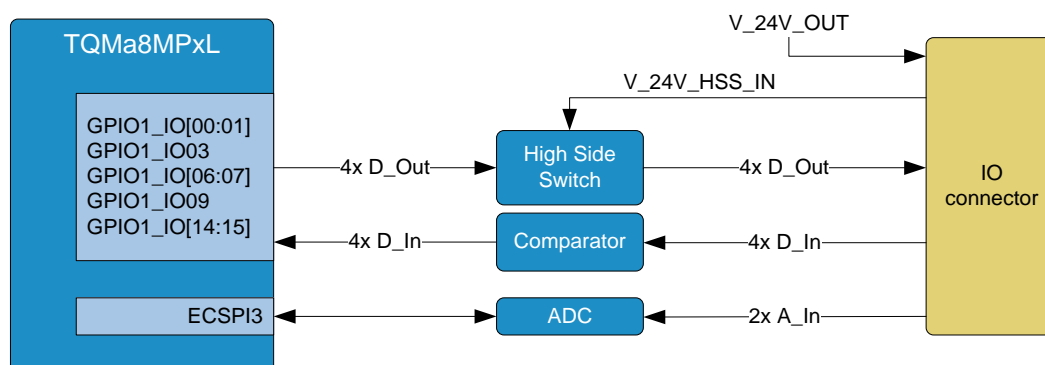 TQMa8MPxL
V_24V_OUT
V_24V_HSS_IN
GPIO1_IO[00:01]
GPIO1_IO03
GPIO1_IO[06:07]
GPIO1_IO09
GPIO1_IO[14:15]
4x D_Out
High Side
Switch
4x D_Out
IO
connector
4x D_In
Comparator
4x D_In
ECSPI3
ADC
2x A_In